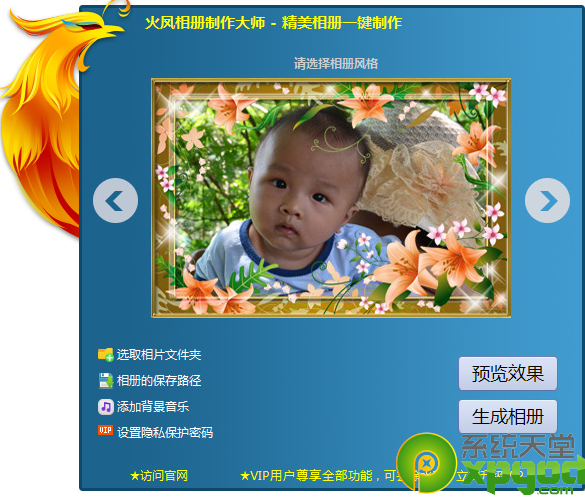 火凤相册制作大师 - 精美相册一键制作
请选择相册风格
选取相片文件夹
相册的保存路径
添加背景音乐
VIP 设置隐私保护密码
预览效果
生成相册
★访问官网
★VIP用户尊享全部功能，可
系统天堂
xpgod
.com